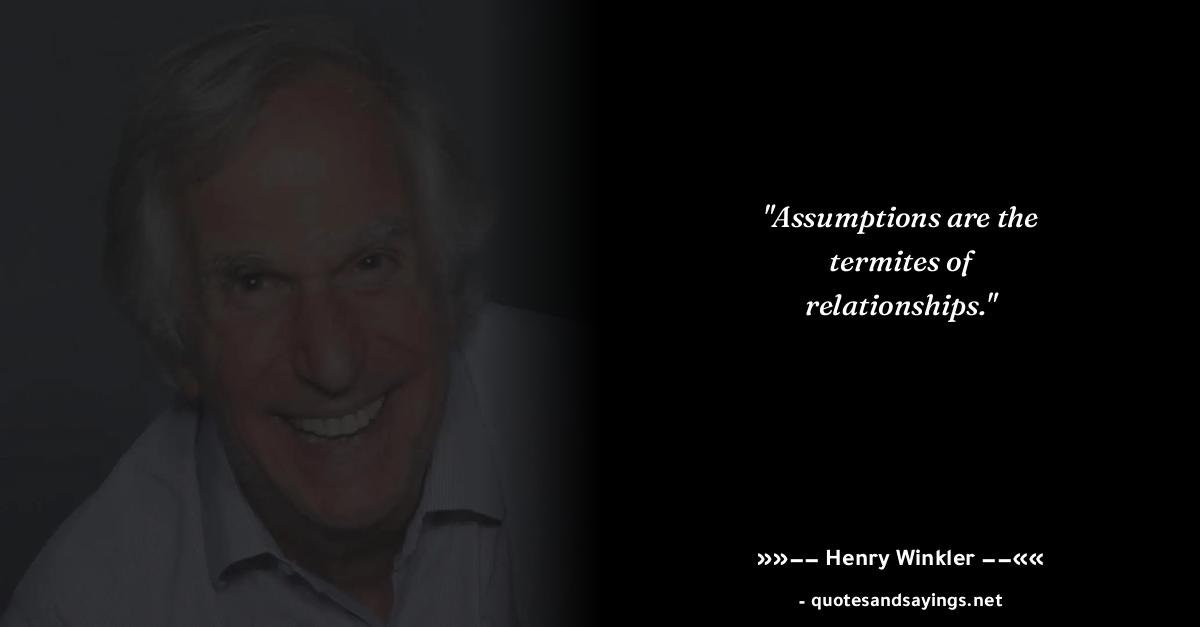 "Assumptions are the
termites of
relationships."
»»−− Henry Winkler −−««
- quotesandsayings.net